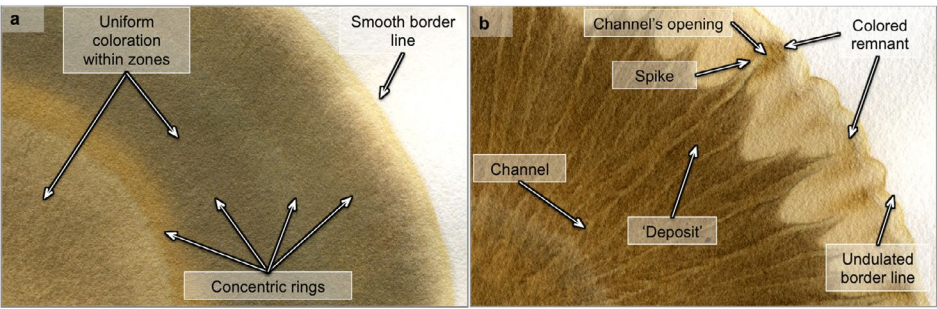 a
Uniform
coloration
within zones
Smooth border
line
Concentric rings
b
Channel's opening
Colored
remnant
Spike
Channel
'Deposit'
Undulated
border line